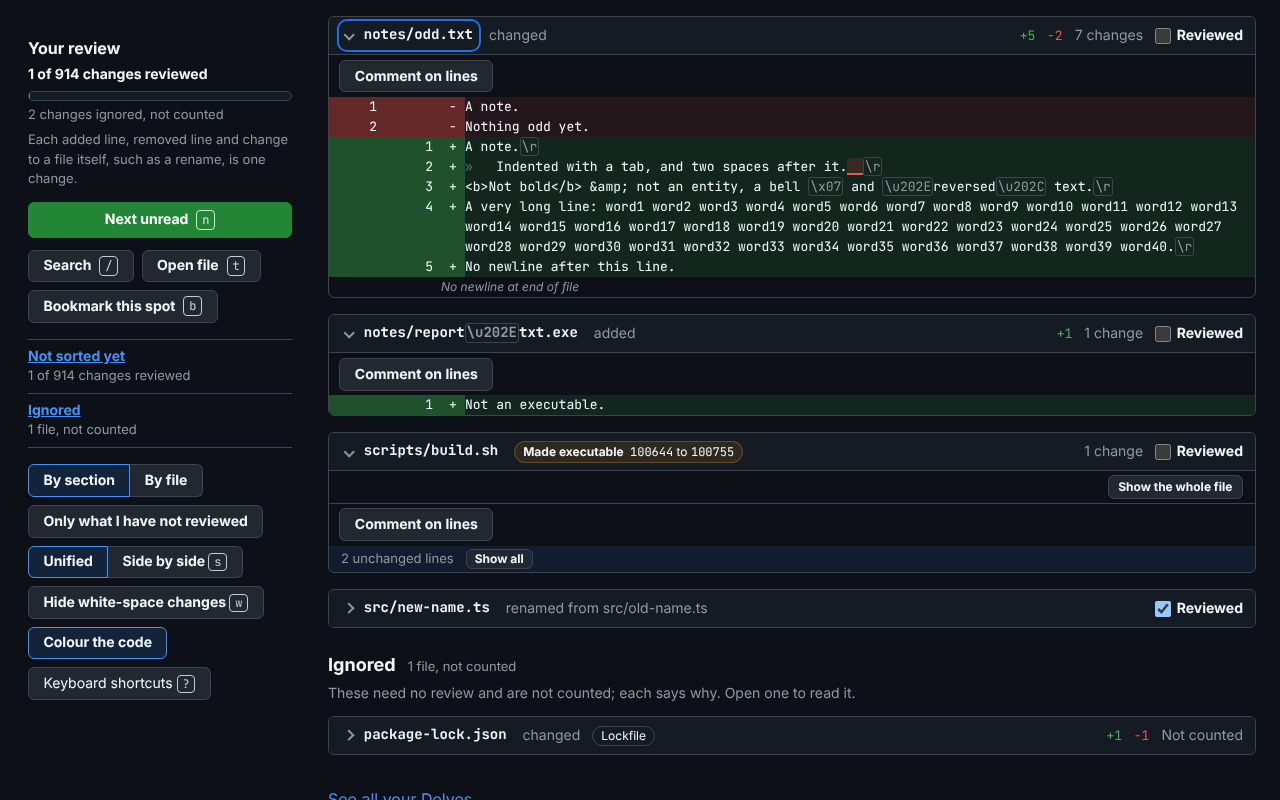 Your review
1 of 914 changes reviewed
2 changes ignored, not counted
Each added line, removed line and change
to a file itself, such as a rename, is one
change.
Next unread n
Search /
Open file t
Bookmark this spot b
Not sorted yet
1 of 914 changes reviewed
Ignored
1 file, not counted
By section
By file
Only what I have not reviewed
Unified
Side by side s
Hide white-space changes w
Colour the code
Keyboard shortcuts ?
notes/odd.txt changed +5 -2 7 changes Reviewed
Comment on lines
1 - A note.
2 - Nothing odd yet.
1 + A note.\r
2 + » Indented with a tab, and two spaces after it. \r
3 + <b>Not bold</b> &amp; not an entity, a bell \x07 and \u202Ereversed\u202C text.\r
4 + A very long line: word1 word2 word3 word4 word5 word6 word7 word8 word9 word10 word11 word12 word13
word14 word15 word16 word17 word18 word19 word20 word21 word22 word23 word24 word25 word26 word27
word28 word29 word30 word31 word32 word33 word34 word35 word36 word37 word38 word39 word40.\r
5 + No newline after this line.
No newline at end of file
notes/report\u202Etxt.exe added +1 1 change Reviewed
Comment on lines
1 + Not an executable.
scripts/build.sh Made executable 100644 to 100755 1 change Reviewed
Show the whole file
Comment on lines
2 unchanged lines Show all
src/new-name.ts renamed from src/old-name.ts Reviewed
Ignored 1 file, not counted
These need no review and are not counted; each says why. Open one to read it.
package-lock.json changed Lockfile +1 -1 Not counted
See all your Delves